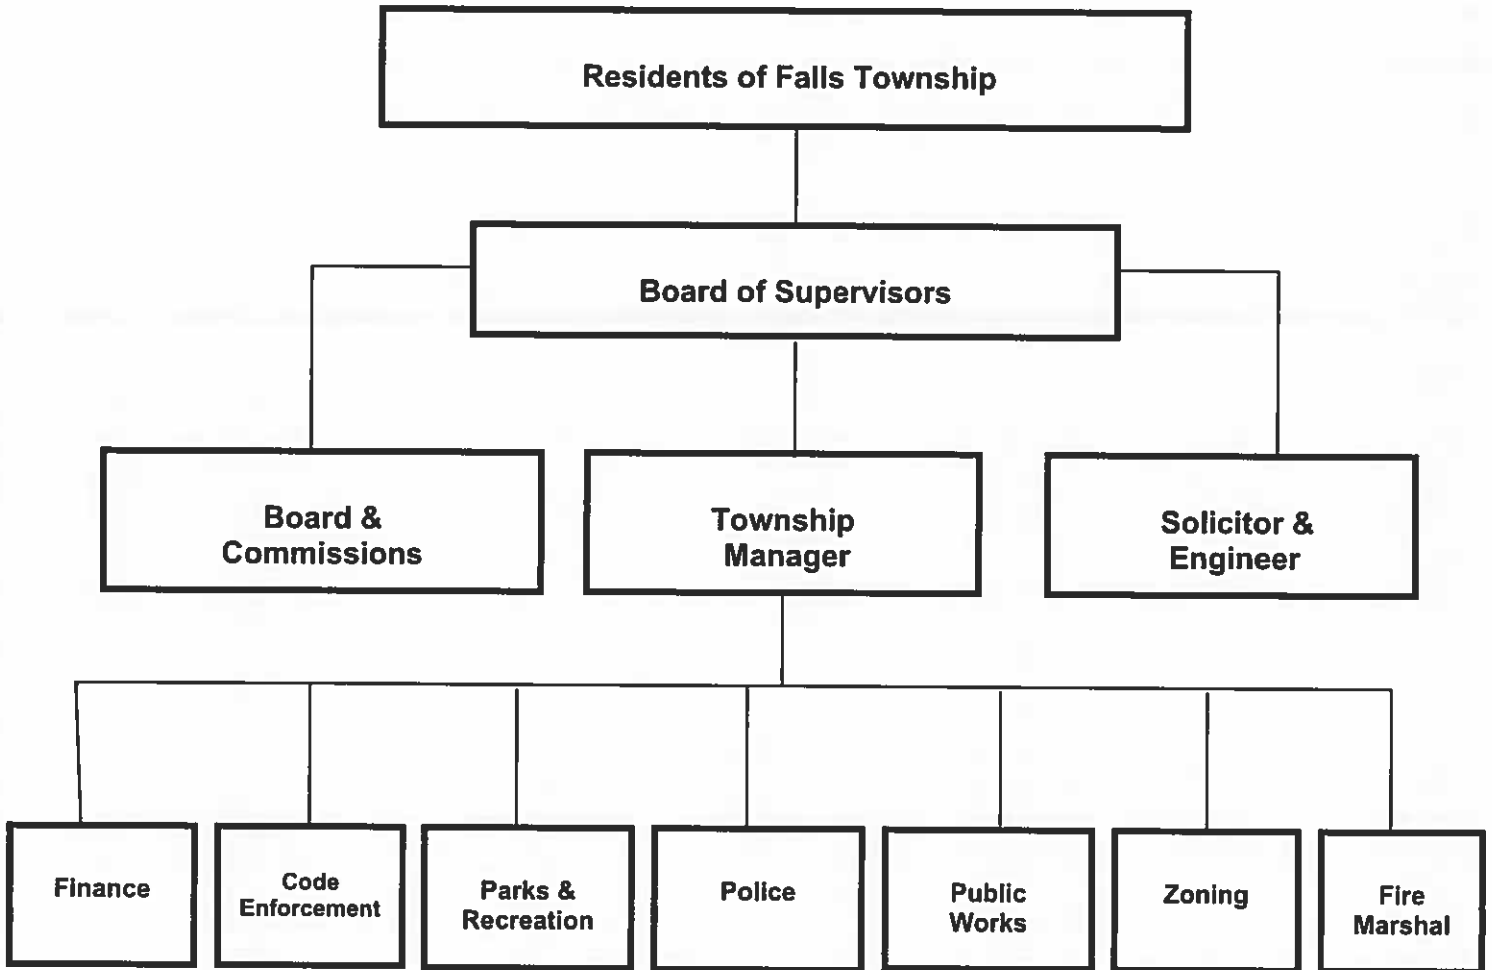 Residents of Falls Township
Board of Supervisors
Board &
Commissions
Township
Manager
Solicitor &
Engineer
Finance
Code
Enforcement
Parks &
Recreation
Police
Public
Works
Zoning
Fire
Marshal